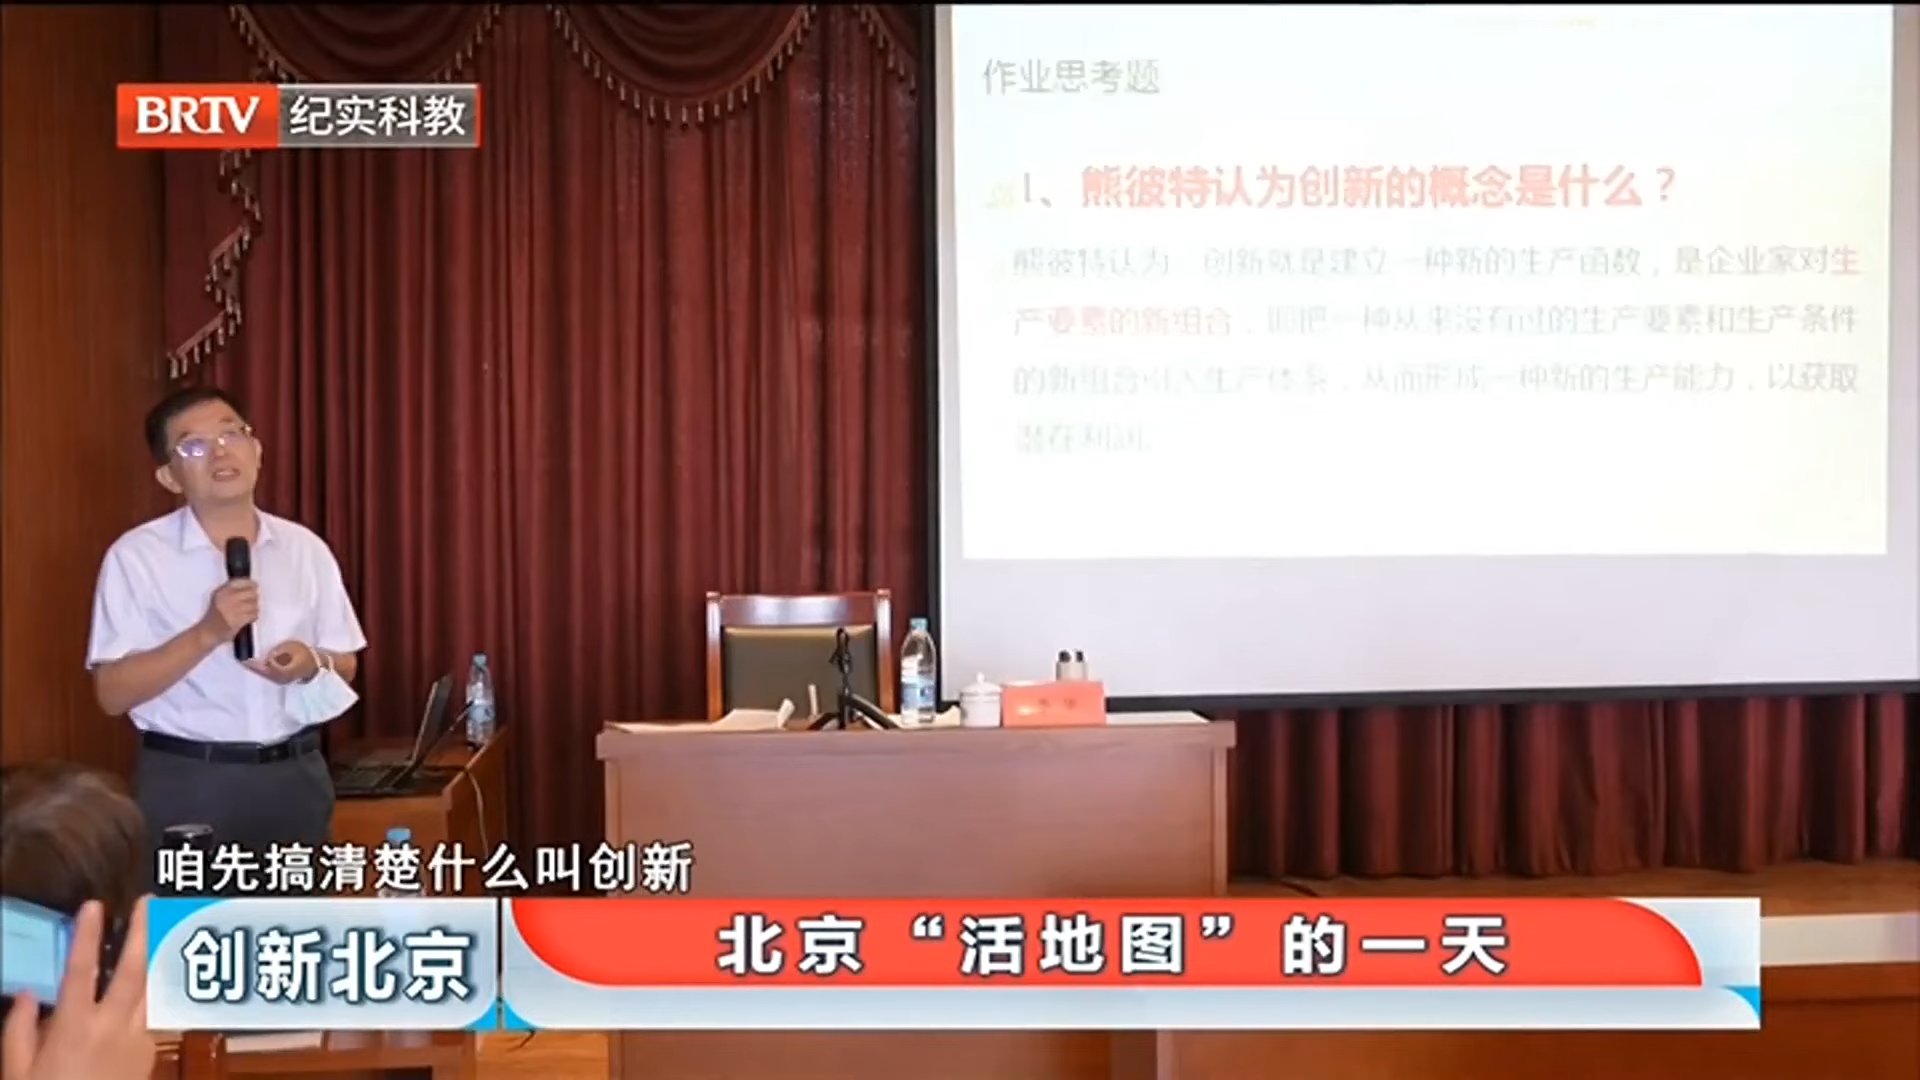 BRTV 纪实科教
作业思考题
1、熊彼特认为创新的概念是什么？
熊彼特认为，创新就是建立一种新的生产函数，是企业家对生
产要素的新组合，即把一种从来没有过的生产要素和生产条件
的新组合引入生产体系，从而形成一种新的生产能力，以获取
潜在利润。
咱先搞清楚什么叫创新
创新北京
北京“活地图”的一天